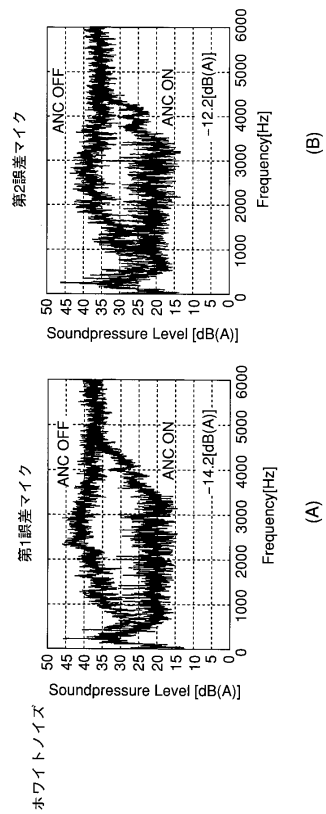 ホワイトノイズ
第1誤差マイク
50
45
40
35
30
25
20
15
10
5
0
Soundpressure Level [dB(A)]
ANC OFF
ANC ON
−14.2[dB(A)]
0
1000
2000
3000
4000
5000
6000
Frequency[Hz]
(A)
第2誤差マイク
50
45
40
35
30
25
20
15
10
5
0
Soundpressure Level [dB(A)]
ANC OFF
ANC ON
−12.2[dB(A)]
0
1000
2000
3000
4000
5000
6000
Frequency[Hz]
(B)